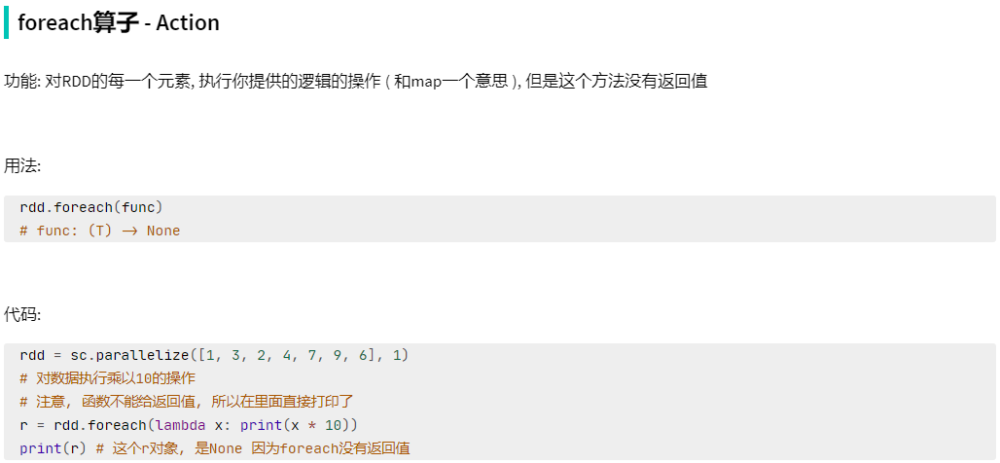 foreach算子 - Action
功能: 对RDD的每一个元素, 执行你提供的逻辑的操作 ( 和map一个意思 ), 但是这个方法没有返回值
用法:
rdd.foreach(func)
# func: (T) -> None
代码:
rdd = sc.parallelize([1, 3, 2, 4, 7, 9, 6], 1)
# 对数据执行乘以10的操作
# 注意, 函数不能给返回值, 所以在里面直接打印了
r = rdd.foreach(lambda x: print(x * 10))
print(r) # 这个r对象, 是None 因为foreach没有返回值